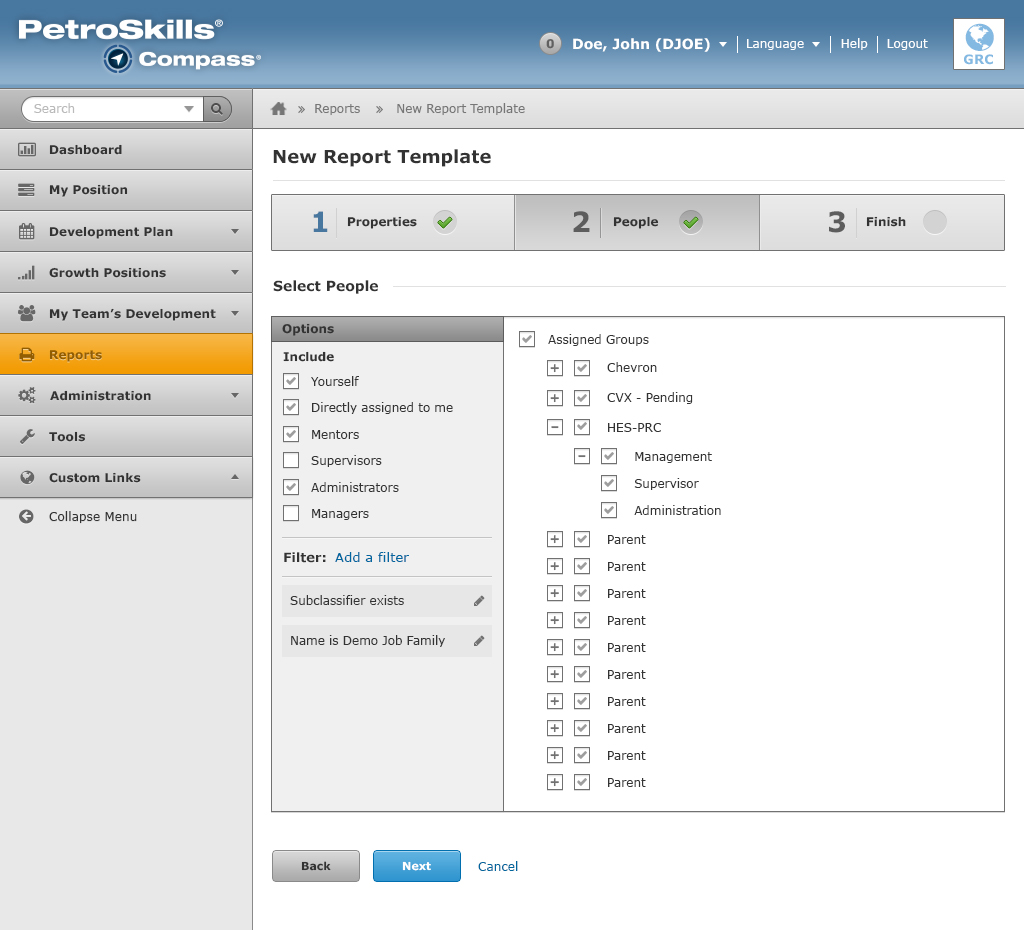 PetroSkills®
Compass®
0 Doe, John (DJOE) Language Help Logout
GRC
Search
» Reports » New Report Template
Dashboard
My Position
Development Plan
Growth Positions
My Team's Development
Reports
Administration
Tools
Custom Links
Collapse Menu
New Report Template
1 Properties
2 People
3 Finish
Select People
Options
Include
Yourself
Directly assigned to me
Mentors
Supervisors
Administrators
Managers
Filter: Add a filter
Subclassifier exists
Name is Demo Job Family
Assigned Groups
Chevron
CVX - Pending
HES-PRC
Management
Supervisor
Administration
Parent
Parent
Parent
Parent
Parent
Parent
Parent
Parent
Parent
Parent
Back Next Cancel